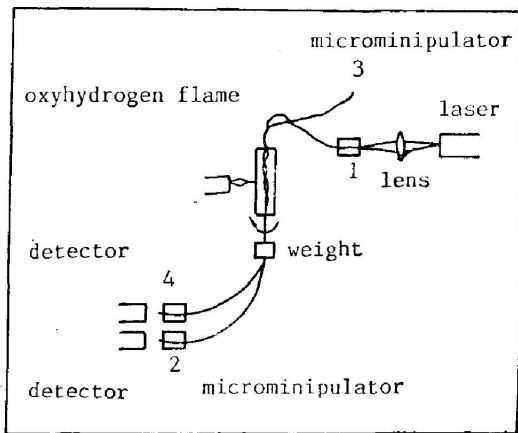 microminipulator
3
oxyhydrogen flame
laser
1
lens
detector
weight
4
2
detector
microminipulator